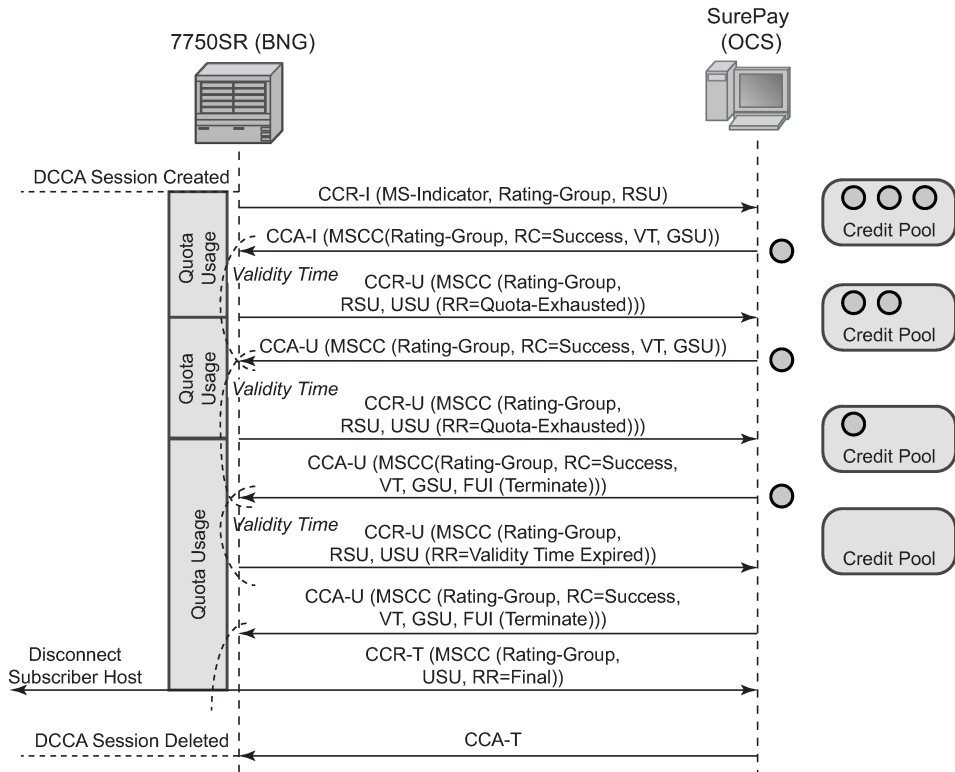 SurePay
(OCS)
7750SR (BNG)
DCCA Session Created
CCR-I (MS-Indicator, Rating-Group, RSU)
Credit Pool
Quota
Usage
CCA-I (MSCC(Rating-Group, RC=Success, VT, GSU))
Validity Time
CCR-U (MSCC (Rating-Group,
RSU, USU (RR=Quota-Exhausted)))
Credit Pool
Quota
Usage
CCA-U (MSCC (Rating-Group, RC=Success, VT, GSU))
Validity Time
CCR-U (MSCC (Rating-Group,
RSU, USU (RR=Quota-Exhausted)))
Credit Pool
Quota Usage
CCA-U (MSCC(Rating-Group, RC=Success,
VT, GSU, FUI (Terminate)))
Validity Time
CCR-U (MSCC (Rating-Group,
RSU, USU (RR=Validity Time Expired))
Credit Pool
CCA-U (MSCC (Rating-Group, RC=Success,
VT, GSU, FUI (Terminate)))
Disconnect
Subscriber Host
CCR-T (MSCC (Rating-Group,
USU, RR=Final))
DCCA Session Deleted
CCA-T